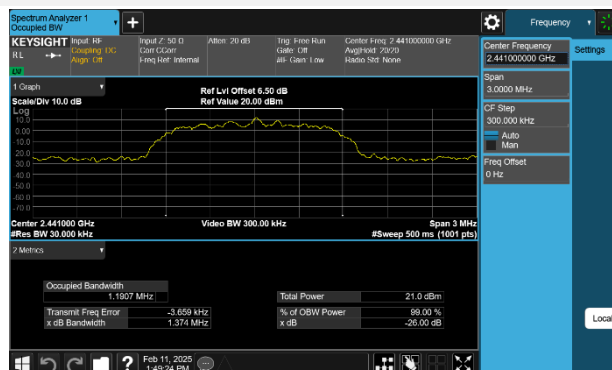 Spectrum Analyzer 1
Occupied BW
Frequency
KEYSIGHT
Input: RF
Coupling: DC
Align: Off
Input Z: 50 Ω
Corr CCorr
Freq Ref: Internal
Atten: 20 dB
Trig: Free Run
Gate: Off
#IF Gain: Low
Center Freq: 2.441000000 GHz
Avg|Hold: 20/20
Radio Std: None
RL
LV
Center Frequency
2.441000000 GHz
Settings
Span
3.0000 MHz
CF Step
300.000 kHz
Auto
Man
Freq Offset
0 Hz
1 Graph
Scale/Div 10.0 dB
Ref Lvl Offset 6.50 dB
Ref Value 20.00 dBm
Log
10.0
0.00
-10.0
-20.0
-30.0
-40.0
-50.0
-60.0
-70.0
Center 2.441000 GHz
#Res BW 30.000 kHz
Video BW 300.00 kHz
Span 3 MHz
#Sweep 500 ms (1001 pts)
2 Metrics
Occupied Bandwidth
1.1907 MHz
Total Power 21.0 dBm
Transmit Freq Error -3.659 kHz
% of OBW Power 99.00 %
x dB Bandwidth 1.374 MHz
x dB -26.00 dB
Local
?
Feb 11, 2025
1:49:24 PM